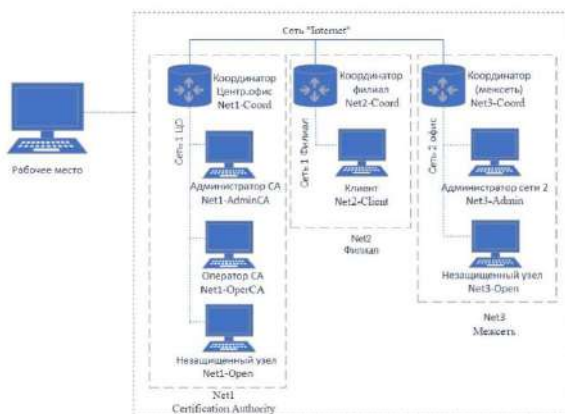 Сеть "Internet"
Координатор
Центр.офис
Net1-Coord
Координатор
филиал
Net2-Coord
Координатор
(межсеть)
Net3-Coord
Рабочее место
Сеть 1 ЦО
Администратор CA
Net1-AdminCA
Оператор CA
Net1-OperCA
Незащищенный узел
Net1-Open
Net1
Certification Authority
Сеть 1 Филиал
Клиент
Net2-Client
Net2
Филиал
Сеть 2 офис
Администратор сети 2
Net3-Admin
Незащищенный узел
Net3-Open
Net3
Межсеть